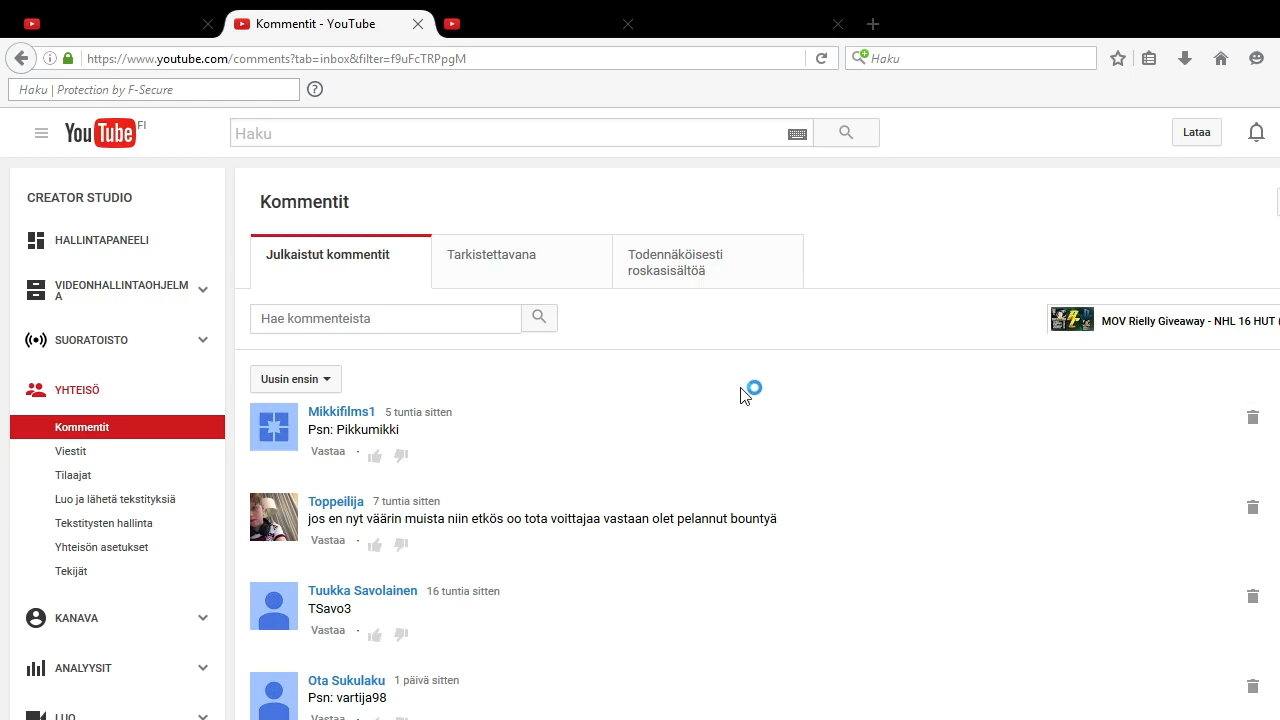 Kommentit - YouTube
https://www.youtube.com/comments?tab=inbox&filter=f9uFcTRPpgM
Haku
Haku | Protection by F-Secure
?
YouTube FI
Haku
Lataa
CREATOR STUDIO
HALLINTAPANEELI
VIDEONHALLINTAOHJELM
A
SUORATOISTO
YHTEISÖ
Kommentit
Viestit
Tilaajat
Luo ja lähetä tekstityksiä
Tekstitysten hallinta
Yhteisön asetukset
Tekijät
KANAVA
ANALYYSIT
LUO
Kommentit
Julkaistut kommentit
Tarkistettavana
Todennäköisesti
roskasisältöä
Hae kommenteista
MOV Rielly Giveaway - NHL 16 HUT (
Uusin ensin
Mikkifilms1 5 tuntia sitten
Psn: Pikkumikki
Vastaa ·
Toppeilija 7 tuntia sitten
jos en nyt väärin muista niin etkös oo tota voittajaa vastaan olet pelannut bountyä
Vastaa ·
Tuukka Savolainen 16 tuntia sitten
TSavo3
Vastaa ·
Ota Sukulaku 1 päivä sitten
Psn: vartija98
Vastaa ·